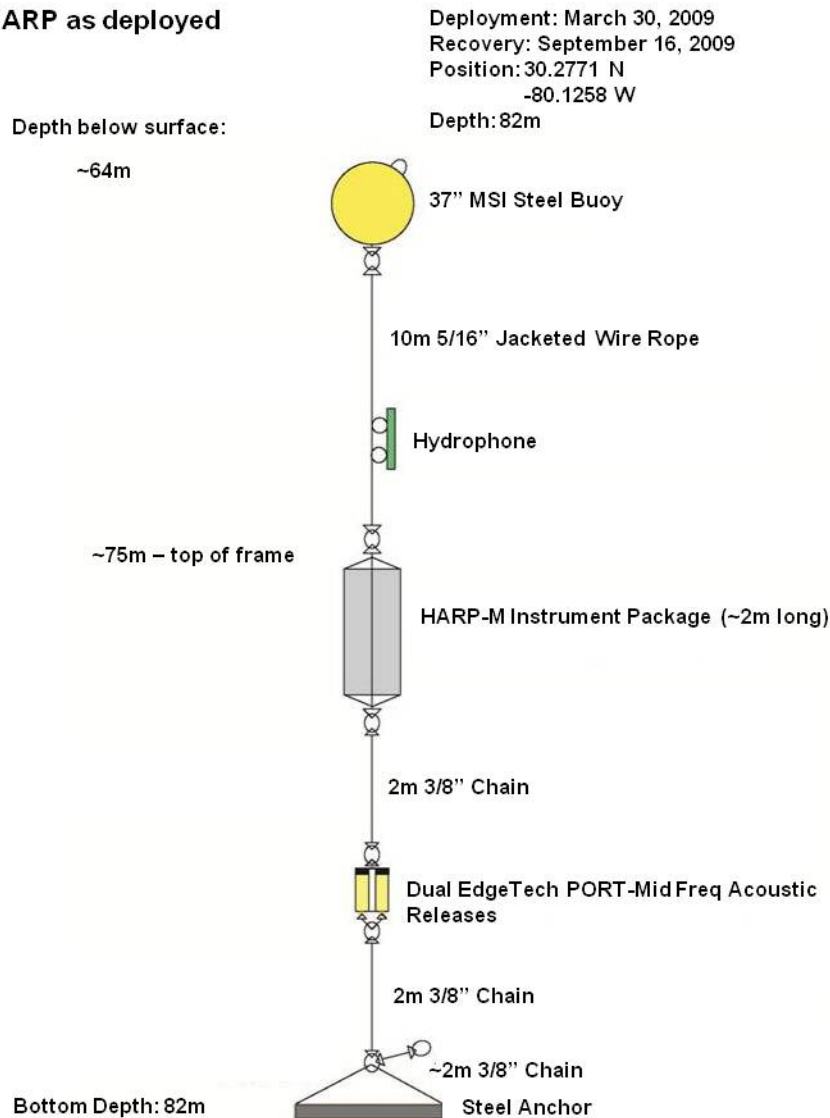 ARP as deployed
Deployment: March 30, 2009
Recovery: September 16, 2009
Position: 30.2771 N
-80.1258 W
Depth: 82m
Depth below surface:
~64m
37” MSI Steel Buoy
10m 5/16” Jacketed Wire Rope
Hydrophone
~75m – top of frame
HARP-M Instrument Package (~2m long)
2m 3/8” Chain
Dual EdgeTech PORT-Mid Freq Acoustic
Releases
2m 3/8” Chain
~2m 3/8” Chain
Bottom Depth: 82m
Steel Anchor